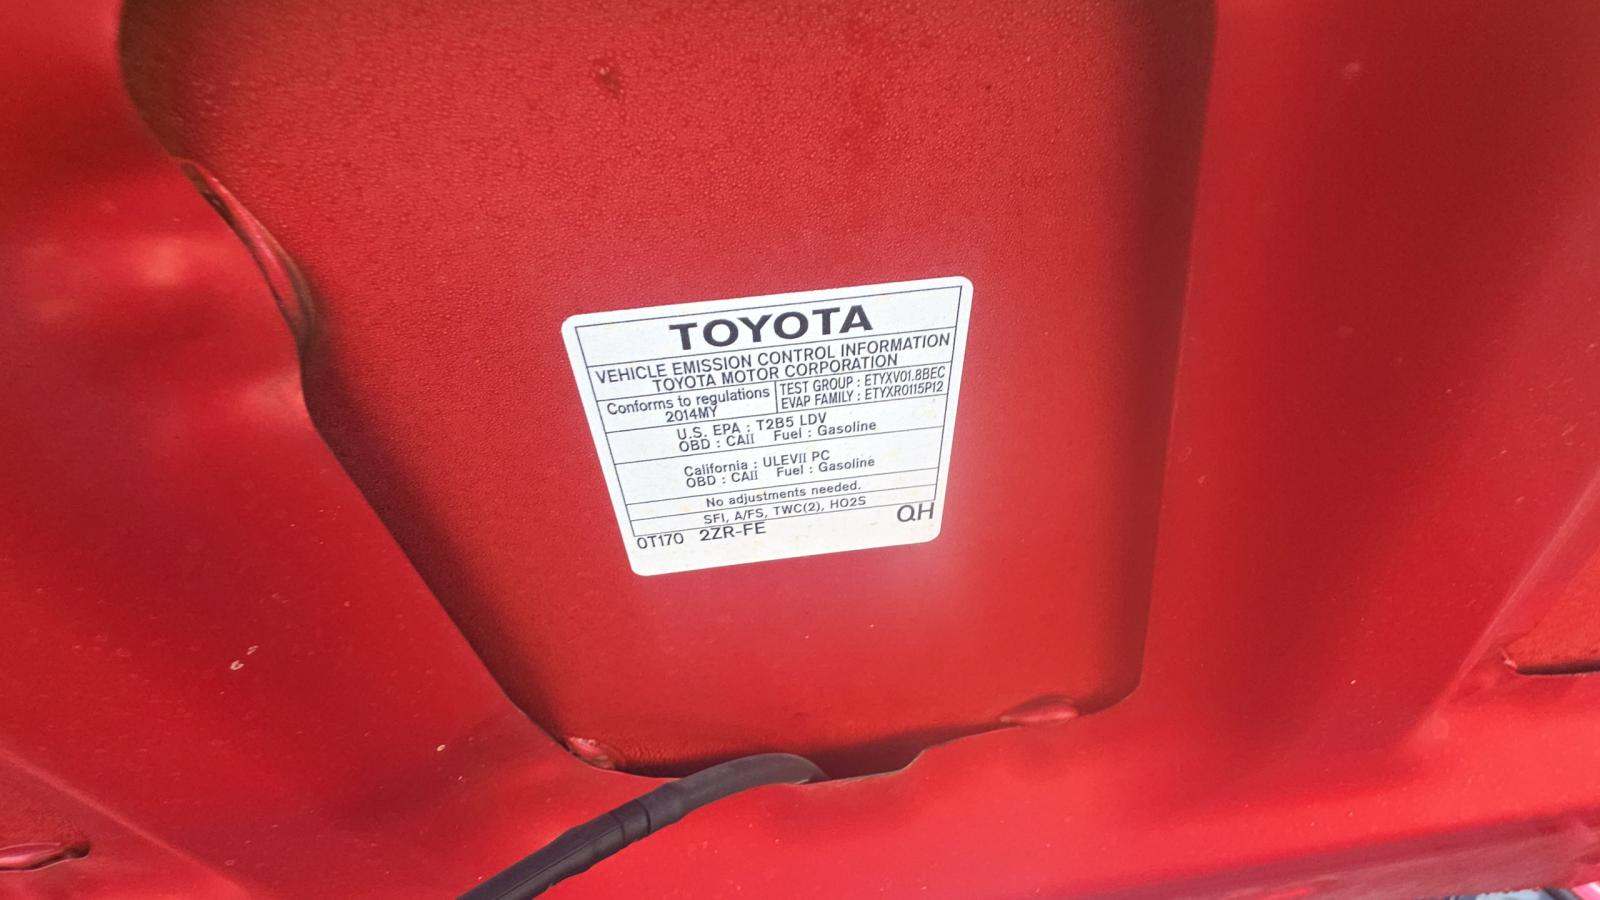 TOYOTA
VEHICLE EMISSION CONTROL INFORMATION
TOYOTA MOTOR CORPORATION
Conforms to regulations
2014MY
TEST GROUP : ETYXV01.8BEC
EVAP FAMILY : ETYXR0115P12
U.S. EPA : T2B5 LDV
OBD : CAII Fuel : Gasoline
California : ULEVII PC
OBD : CAII Fuel : Gasoline
No adjustments needed.
SFI, A/FS, TWC(2), HO2S
0T170 2ZR-FE QH